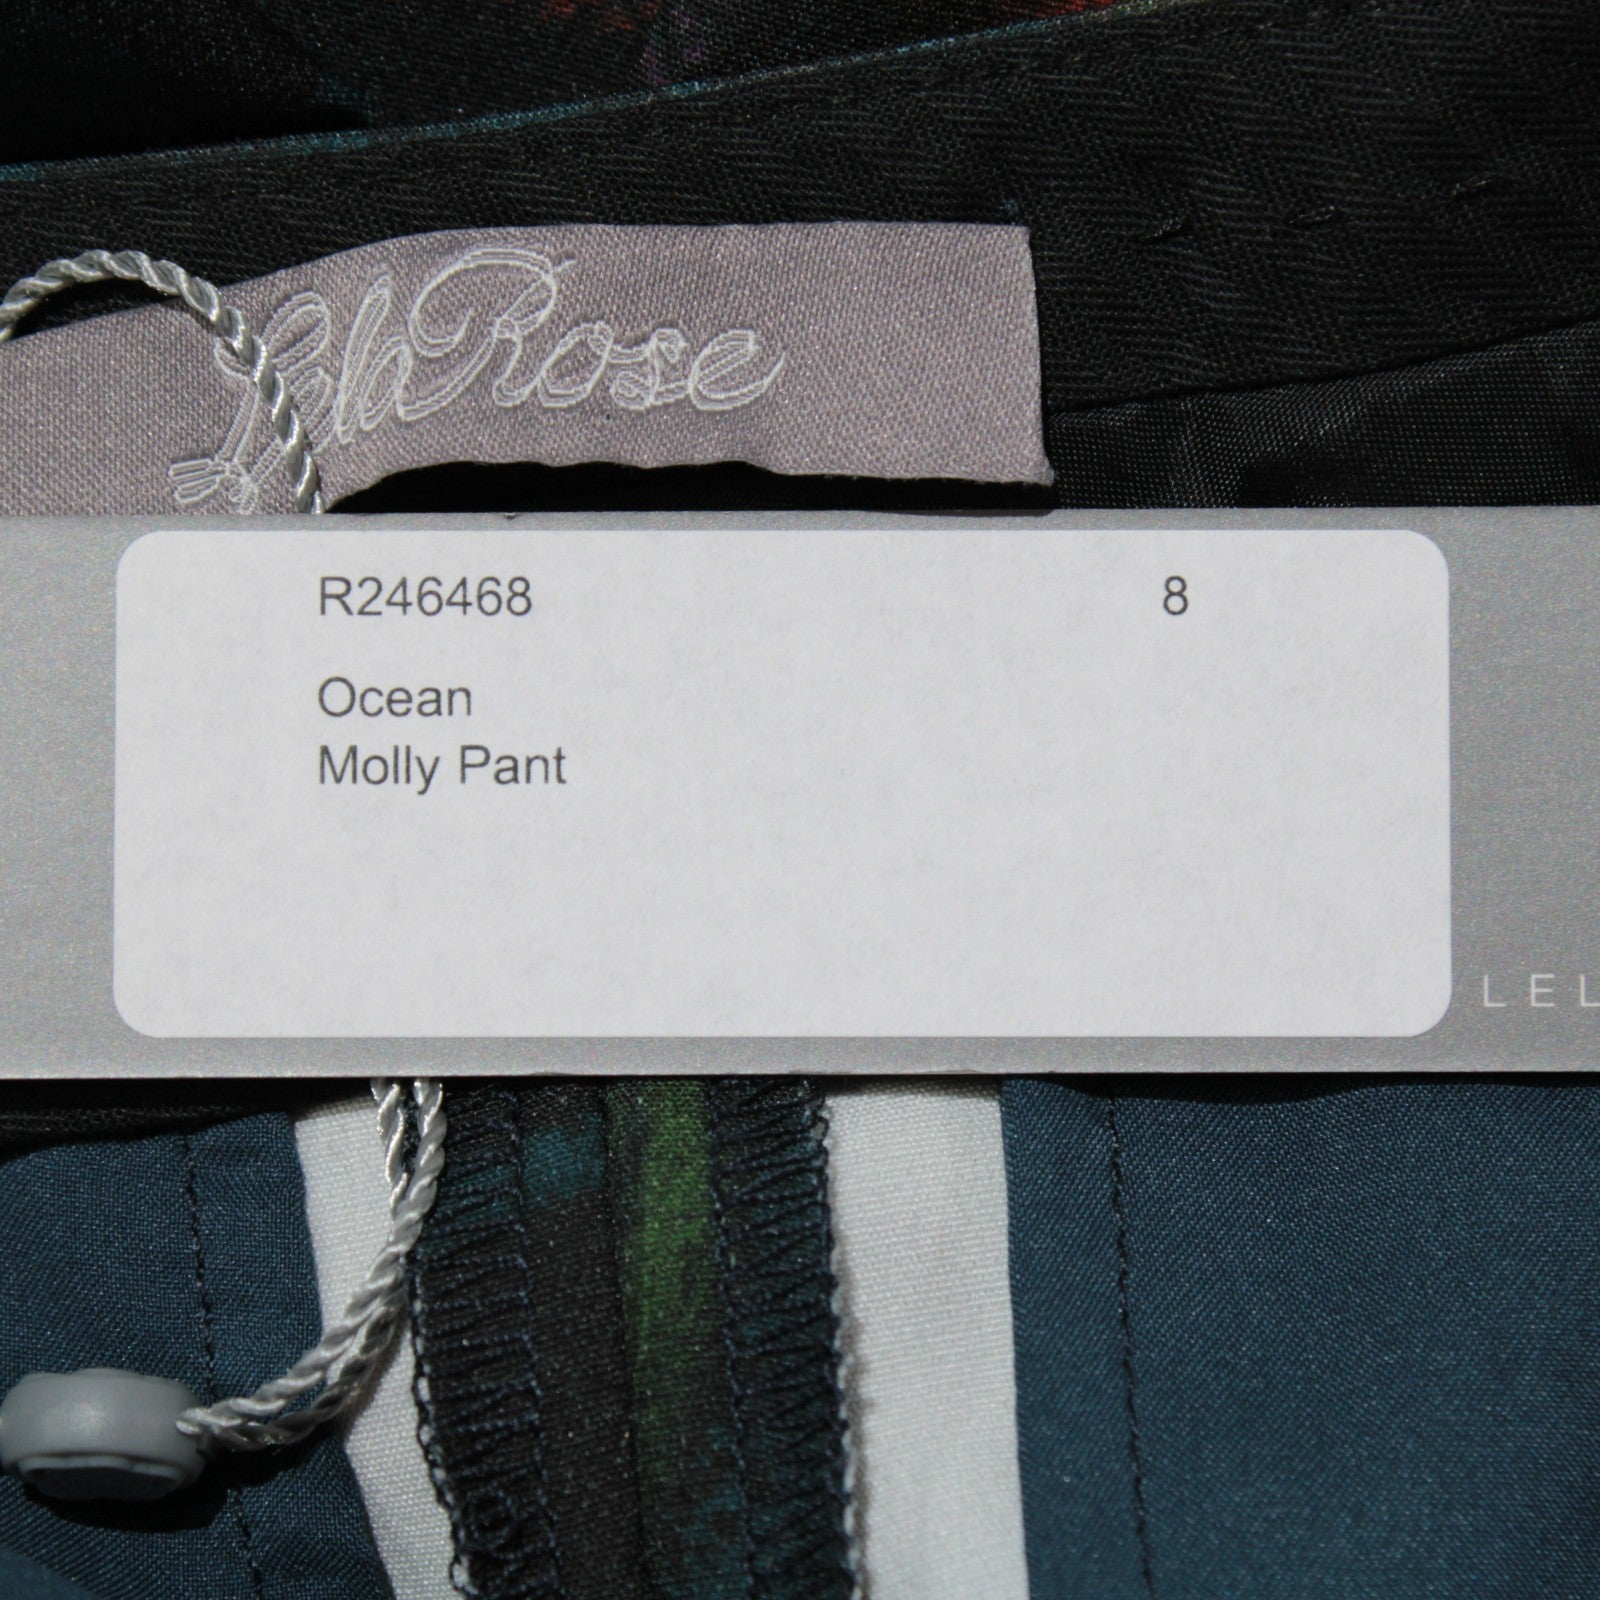 Lela Rose
R246468 8
Ocean
Molly Pant
LEL